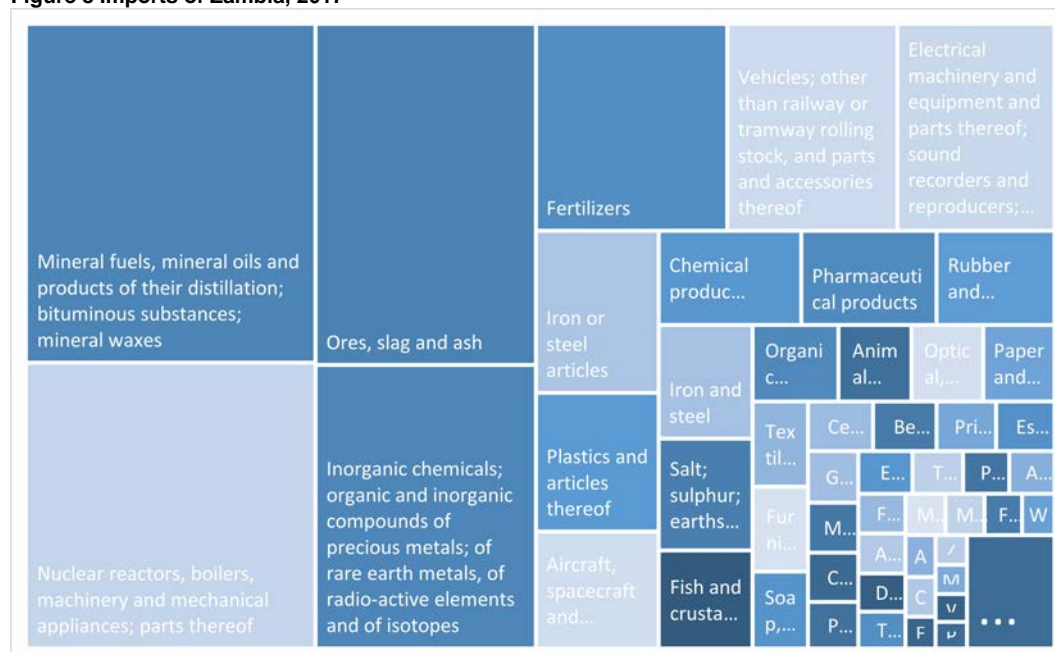 Mineral fuels, mineral oils and
products of their distillation;
bituminous substances;
mineral waxes
Ores, slag and ash
Fertilizers
Vehicles; other
than railway or
tramway rolling
stock, and parts
and accessories
thereof
Electrical
machinery and
equipment and
parts thereof;
sound
recorders and
reproducers;...
Nuclear reactors, boilers,
machinery and mechanical
appliances; parts thereof
Inorganic chemicals;
organic and inorganic
compounds of
precious metals; of
rare earth metals, of
radio-active elements
and of isotopes
Iron or
steel
articles
Plastics and
articles
thereof
Aircraft,
spacecraft
and...
Chemical
produc...
Pharmaceuti
cal products
Rubber
and...
Iron and
steel
Salt;
sulphur;
earths...
Fish and
crusta...
Organi
c...
Anim
al...
Optic
al,...
Paper
and...
Tex
til...
Fur
ni...
Soa
p,...
Ce...
Be...
Pri...
Es...
G...
E...
T...
P...
A...
M...
F...
M...
M...
F...
W
C...
A...
A
D...
C
M
P...
T...
F
...